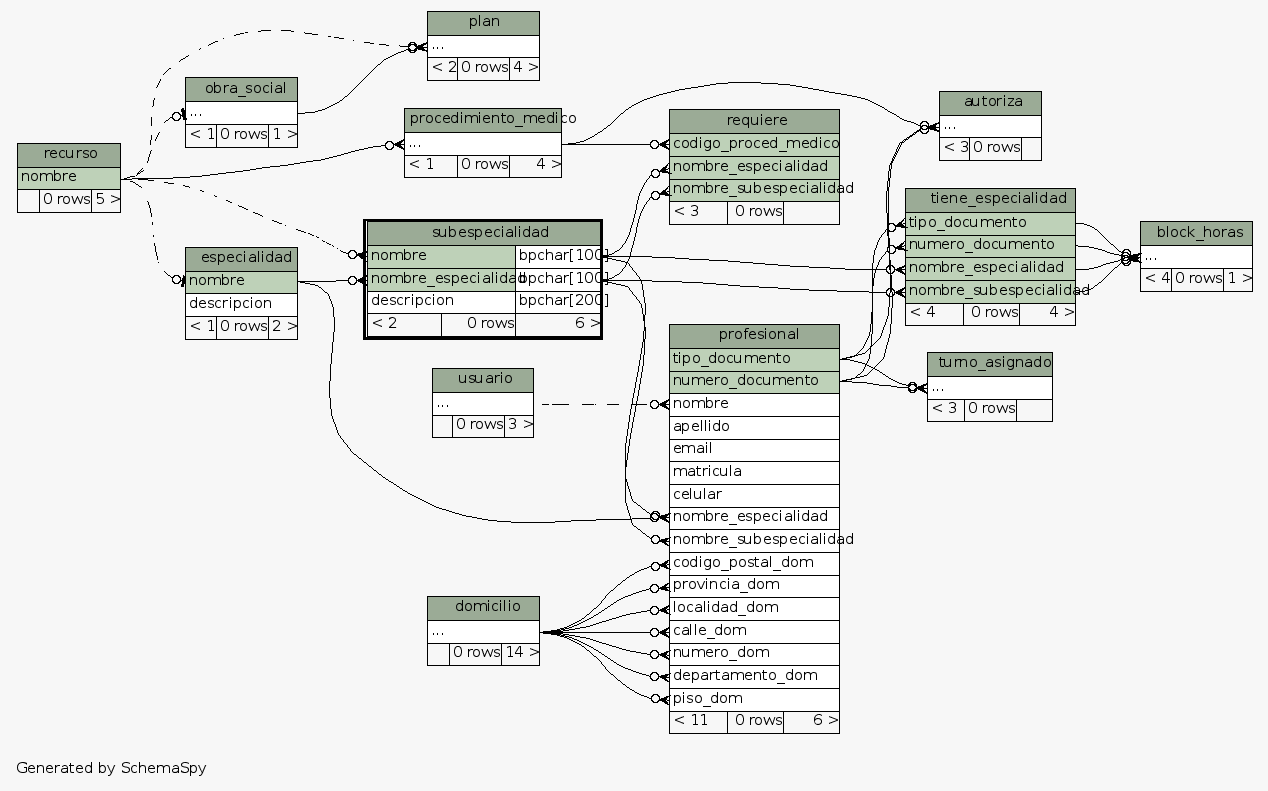 plan
...
< 2 0 rows 4 >
obra_social
...
< 1 0 rows 1 >
procedimiento_medico
...
< 1 0 rows 4 >
recurso
nombre
0 rows 5 >
requiere
codigo_proced_medico
nombre_especialidad
nombre_subespecialidad
< 3 0 rows
autoriza
...
< 3 0 rows
tiene_especialidad
tipo_documento
numero_documento
nombre_especialidad
nombre_subespecialidad
< 4 0 rows 4 >
block_horas
...
< 4 0 rows 1 >
subespecialidad
nombre bpchar[100]
nombre_especialidad bpchar[100]
descripcion bpchar[200]
< 2 0 rows 6 >
especialidad
nombre
descripcion
< 1 0 rows 2 >
profesional
tipo_documento
numero_documento
nombre
apellido
email
matricula
celular
nombre_especialidad
nombre_subespecialidad
codigo_postal_dom
provincia_dom
localidad_dom
calle_dom
numero_dom
departamento_dom
piso_dom
< 11 0 rows 6 >
turno_asignado
...
< 3 0 rows
usuario
...
0 rows 3 >
domicilio
...
0 rows 14 >
Generated by SchemaSpy